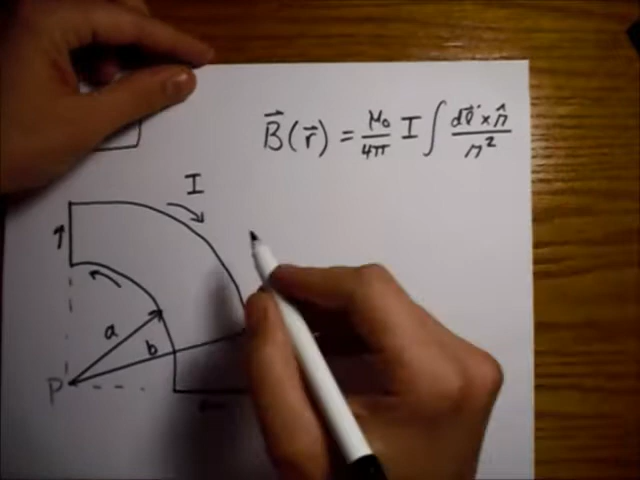 B⃗(r⃗) = μ₀/4π I ∫ dℓ⃗' × 𝓇̂ / 𝓇²
I
a
b
P